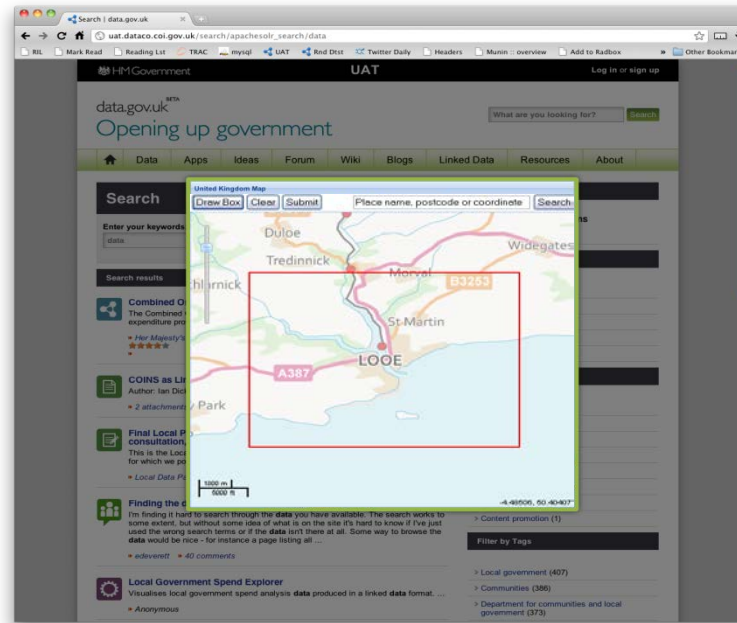 Search | data.gov.uk
uat.dataco.coi.gov.uk/search/apachesolr_search/data
RIL Mark Read Reading Lst TRAC mysql UAT Rnd Dtst Twitter Daily Headers Munin :: overview Add to Radbox » Other Bookmar
HM Government UAT Log in or sign up
data.gov.uk BETA
Opening up government
What are you looking for? Search
Data Apps Ideas Forum Wiki Blogs Linked Data Resources About
Search
Enter your keywords
data
Search results
Combined O
The Combined
expenditure pro
Her Majesty's
COINS as Li
Author: Ian Dic
2 attachment
Final Local P
consultation,
This is the Loca
for which we po
Local Data Pa
United Kingdom Map
Draw Box Clear Submit Place name, postcode or coordinate Search
Duloe
Widegates
Tredinnick
Morval
hlarnick
B3253
St Martin
LOOE
A387
y Park
1000 m
5000 ft
-4.48506, 50.40407
Finding the d
I'm finding it hard to search through the data you have available. The search works to
some extent, but without some idea of what is on the site it's hard to know if I've just
used the wrong search terms or if the data isn't there at all. Some way to browse the
data would be nice - for instance a page listing all ...
edeverett 40 comments
Local Government Spend Explorer
Visualises local government spend analysis data produced in a linked data format. ...
Anonymous
> Content promotion (1)
Filter by Tags
> Local government (407)
> Communities (386)
> Department for communities and local
government (373)